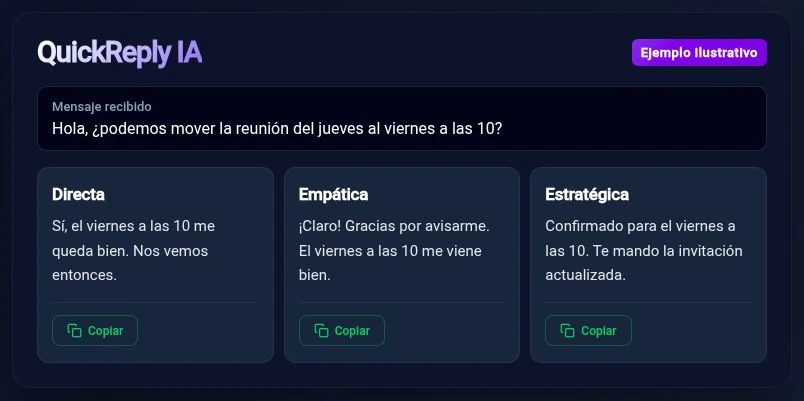 QuickReply IA
Ejemplo ilustrativo
Mensaje recibido
Hola, ¿podemos mover la reunión del jueves al viernes a las 10?
Directa
Sí, el viernes a las 10 me
queda bien. Nos vemos
entonces.
Copiar
Empática
¡Claro! Gracias por avisarme.
El viernes a las 10 me viene
bien.
Copiar
Estratégica
Confirmado para el viernes a
las 10. Te mando la invitación
actualizada.
Copiar